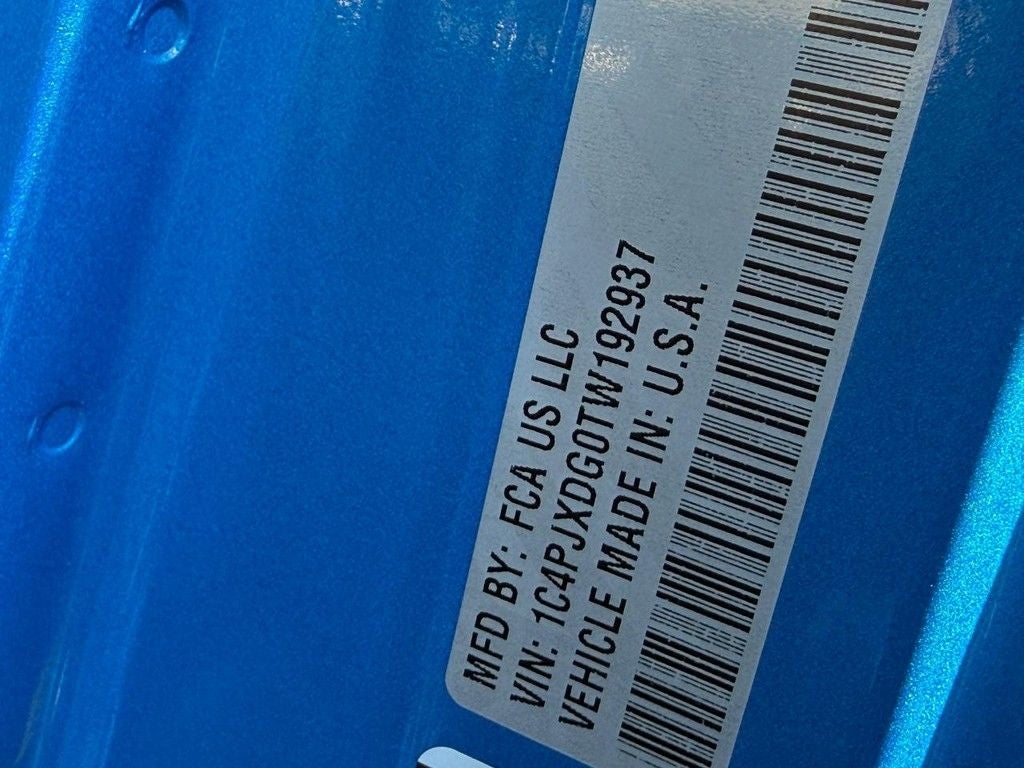 MFD BY: FCA US LLC
VIN: 1C4PJXDG0TW192937
VEHICLE MADE IN: U.S.A.